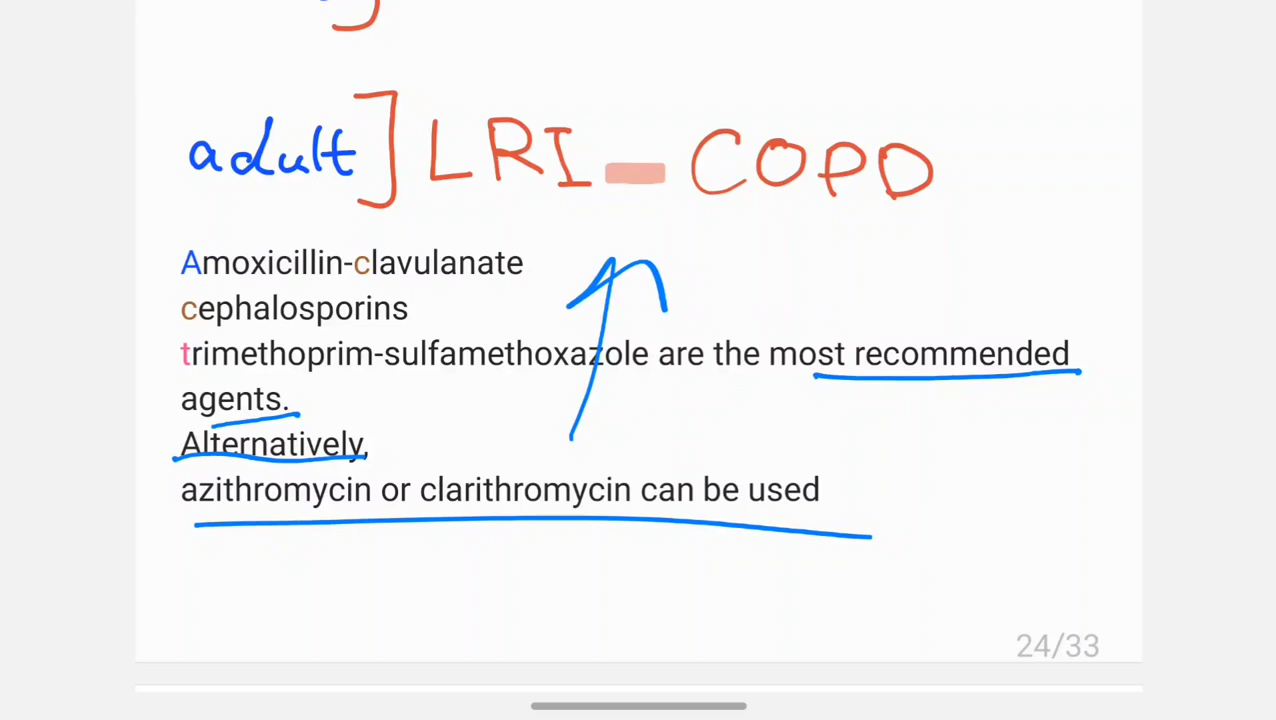 adult] LRI - COPD
Amoxicillin-clavulanate
cephalosporins
trimethoprim-sulfamethoxazole are the most recommended
agents.
Alternatively,
azithromycin or clarithromycin can be used
24/33